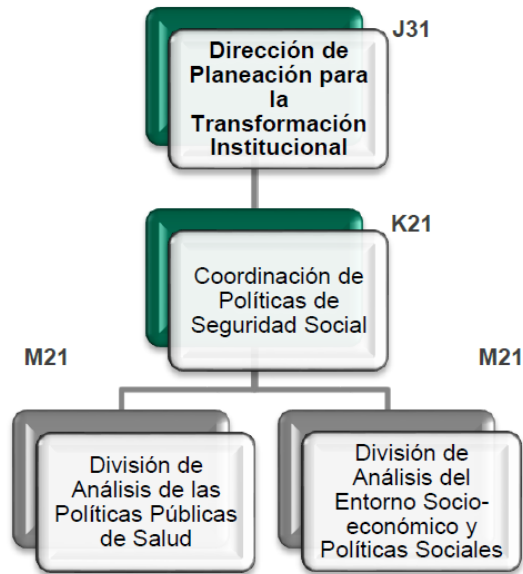 J31
Dirección de
Planeación para
la
Transformación
Institucional
K21
Coordinación de
Políticas de
Seguridad Social
M21
M21
División de
Análisis de las
Políticas Públicas
de Salud
División de
Análisis del
Entorno Socio-
económico y
Políticas Sociales